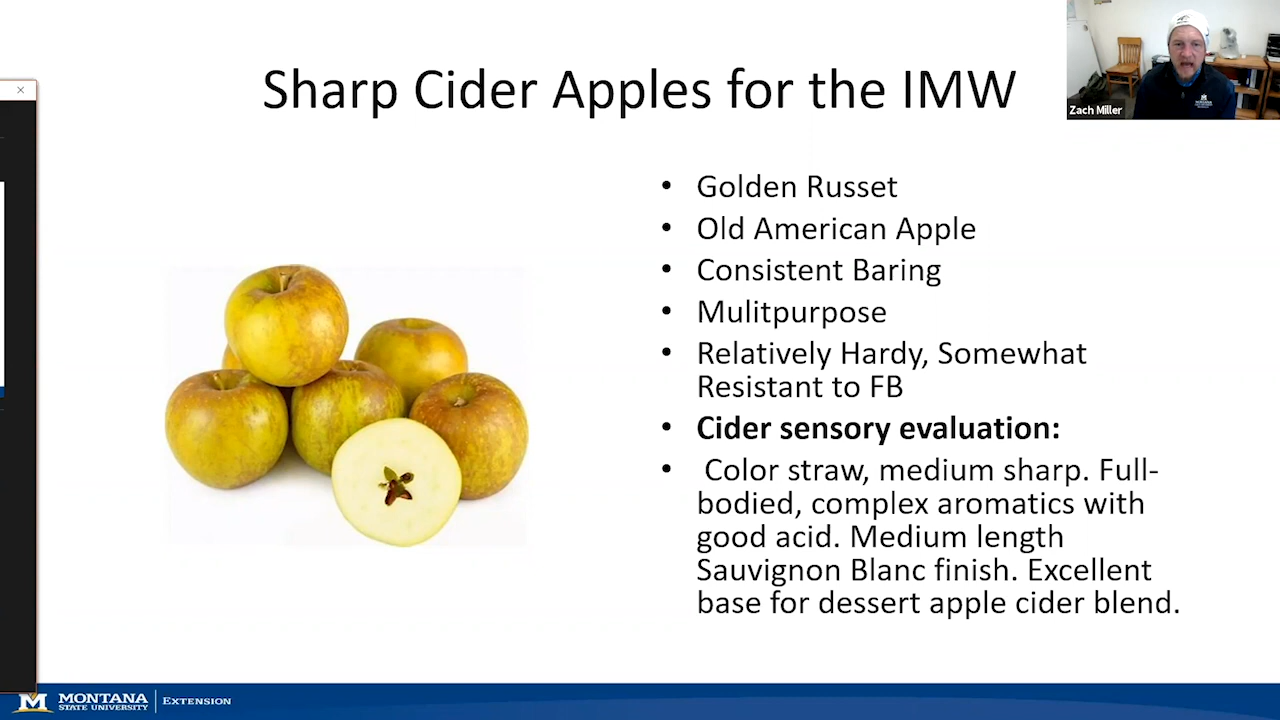 Sharp Cider Apples for the IMW
Zach Miller
• Golden Russet
• Old American Apple
• Consistent Baring
• Mulitpurpose
• Relatively Hardy, Somewhat
Resistant to FB
• Cider sensory evaluation:
• Color straw, medium sharp. Full-
bodied, complex aromatics with
good acid. Medium length
Sauvignon Blanc finish. Excellent
base for dessert apple cider blend.
M MONTANA
STATE UNIVERSITY
EXTENSION